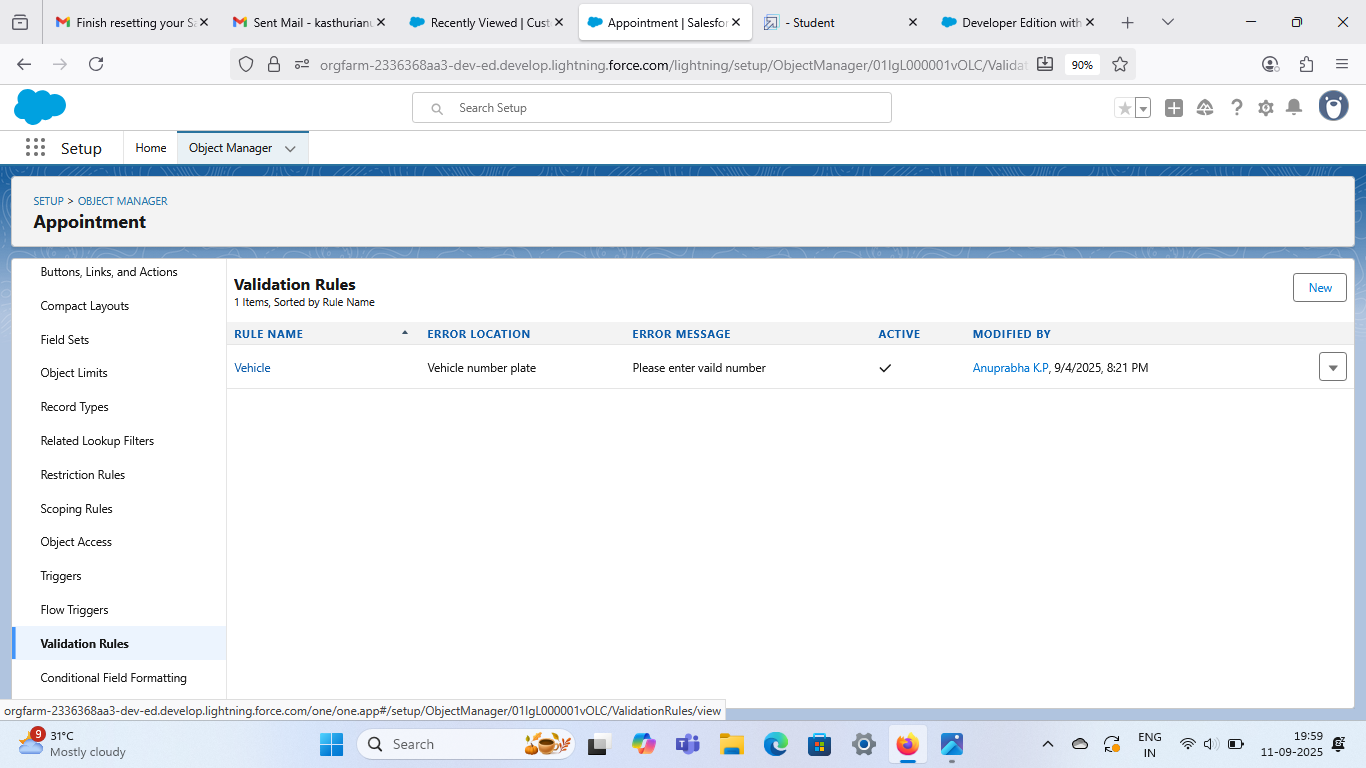 Finish resetting your Sa
Sent Mail - kasthurianu
Recently Viewed | Cust
Appointment | Salesfor
- Student
Developer Edition with
orgfarm-2336368aa3-dev-ed.develop.lightning.force.com/lightning/setup/ObjectManager/01IgL000001vOLC/Validat
90%
Search Setup
Setup
Home
Object Manager
SETUP > OBJECT MANAGER
Appointment
Buttons, Links, and Actions
Compact Layouts
Field Sets
Object Limits
Record Types
Related Lookup Filters
Restriction Rules
Scoping Rules
Object Access
Triggers
Flow Triggers
Validation Rules
Conditional Field Formatting
Validation Rules
1 Items, Sorted by Rule Name
New
RULE NAME ERROR LOCATION ERROR MESSAGE ACTIVE MODIFIED BY
Vehicle Vehicle number plate Please enter vaild number Anuprabha K.P, 9/4/2025, 8:21 PM
orgfarm-2336368aa3-dev-ed.develop.lightning.force.com/one/one.app#/setup/ObjectManager/01IgL000001vOLC/ValidationRules/view
9
31°C
Mostly cloudy
Search
ENG
IN
19:59
11-09-2025